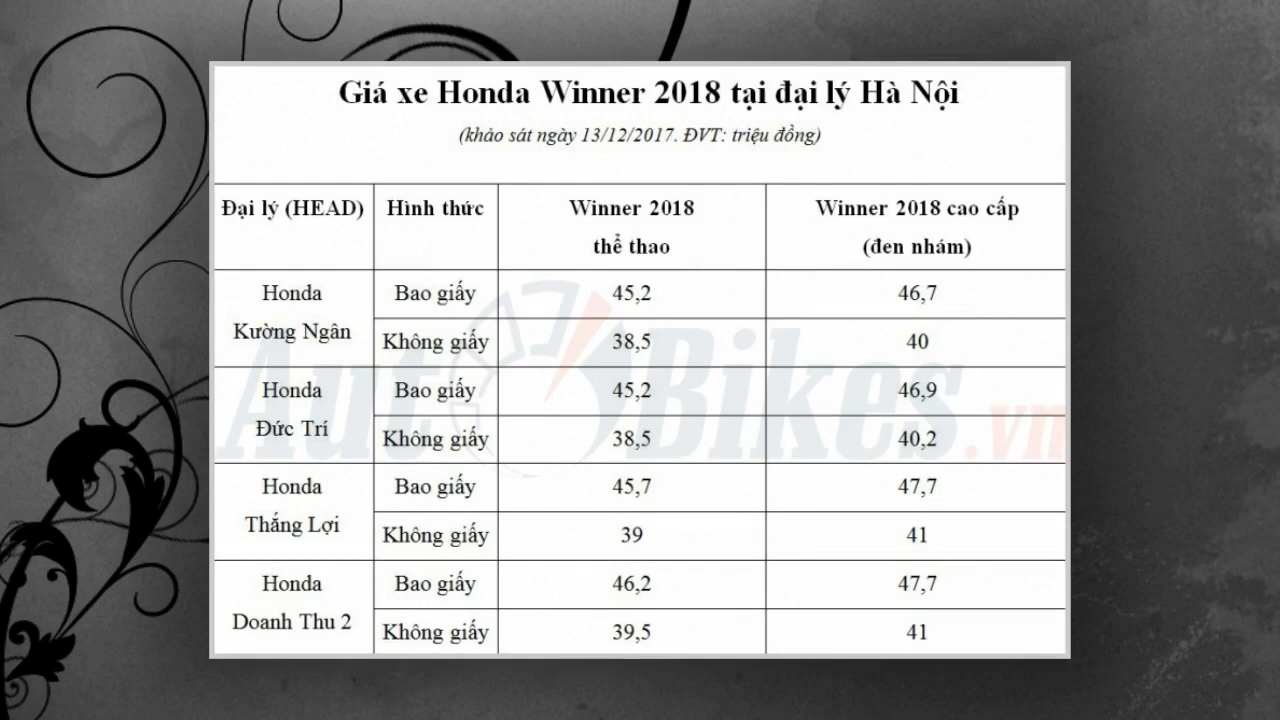 Giá xe Honda Winner 2018 tại đại lý Hà Nội
(khảo sát ngày 13/12/2017. ĐVT: triệu đồng)
Đại lý (HEAD) Hình thức Winner 2018 thể thao Winner 2018 cao cấp (đen nhám)
Honda Kường Ngân Bao giấy 45,2 46,7
Không giấy 38,5 40
Honda Đức Trí Bao giấy 45,2 46,9
Không giấy 38,5 40,2
Honda Thắng Lợi Bao giấy 45,7 47,7
Không giấy 39 41
Honda Doanh Thu 2 Bao giấy 46,2 47,7
Không giấy 39,5 41
AutoBikes.vn